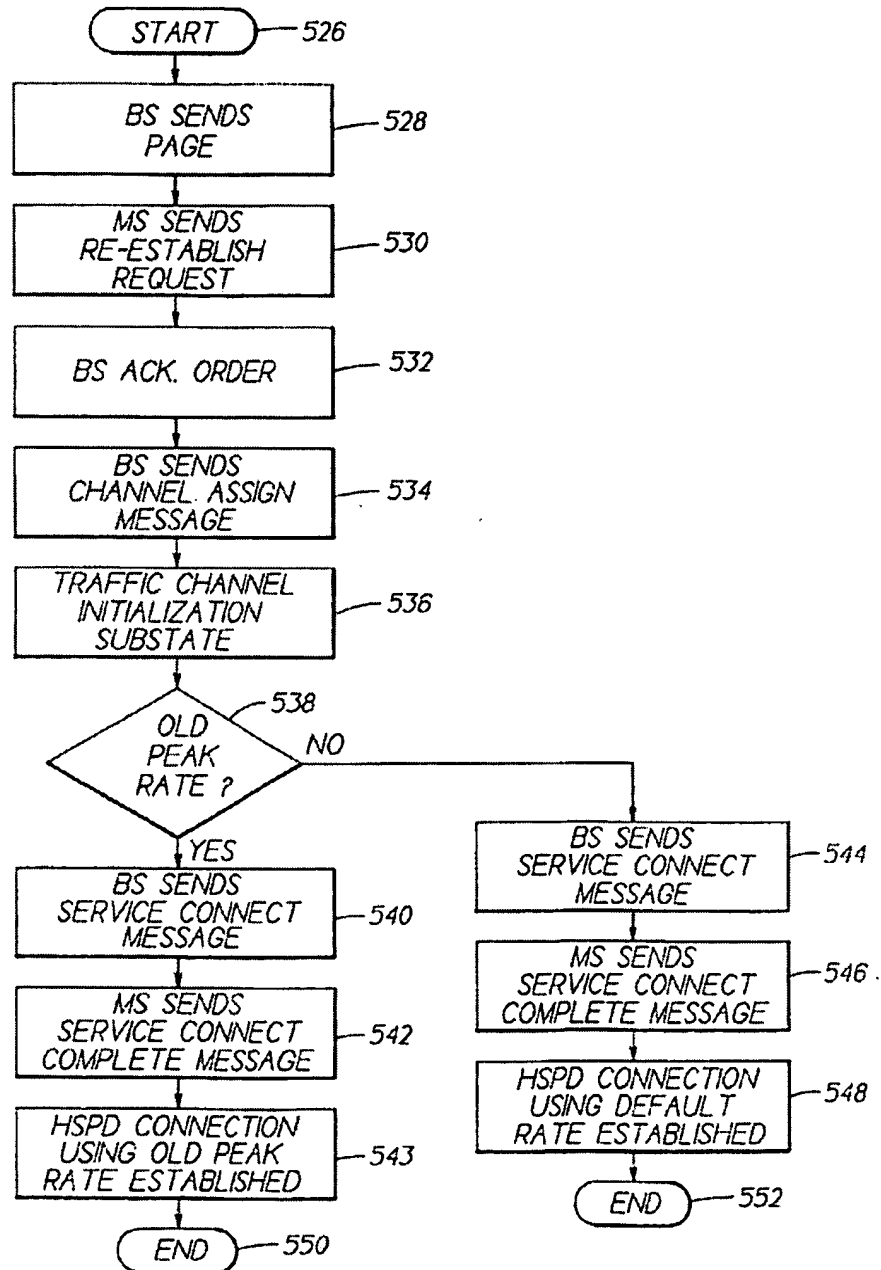 START
526
BS SENDS
PAGE
528
MS SENDS
RE-ESTABLISH
REQUEST
530
BS ACK. ORDER
532
BS SENDS
CHANNEL. ASSIGN
MESSAGE
534
TRAFFIC CHANNEL
INITIALIZATION
SUBSTATE
536
538
OLD
PEAK
RATE ?
NO
YES
BS SENDS
SERVICE CONNECT
MESSAGE
540
MS SENDS
SERVICE CONNECT
COMPLETE MESSAGE
542
HSPD CONNECTION
USING OLD PEAK
RATE ESTABLISHED
543
END
550
BS SENDS
SERVICE CONNECT
MESSAGE
544
MS SENDS
SERVICE CONNECT
COMPLETE MESSAGE
546
HSPD CONNECTION
USING DEFAULT
RATE ESTABLISHED
548
END
552